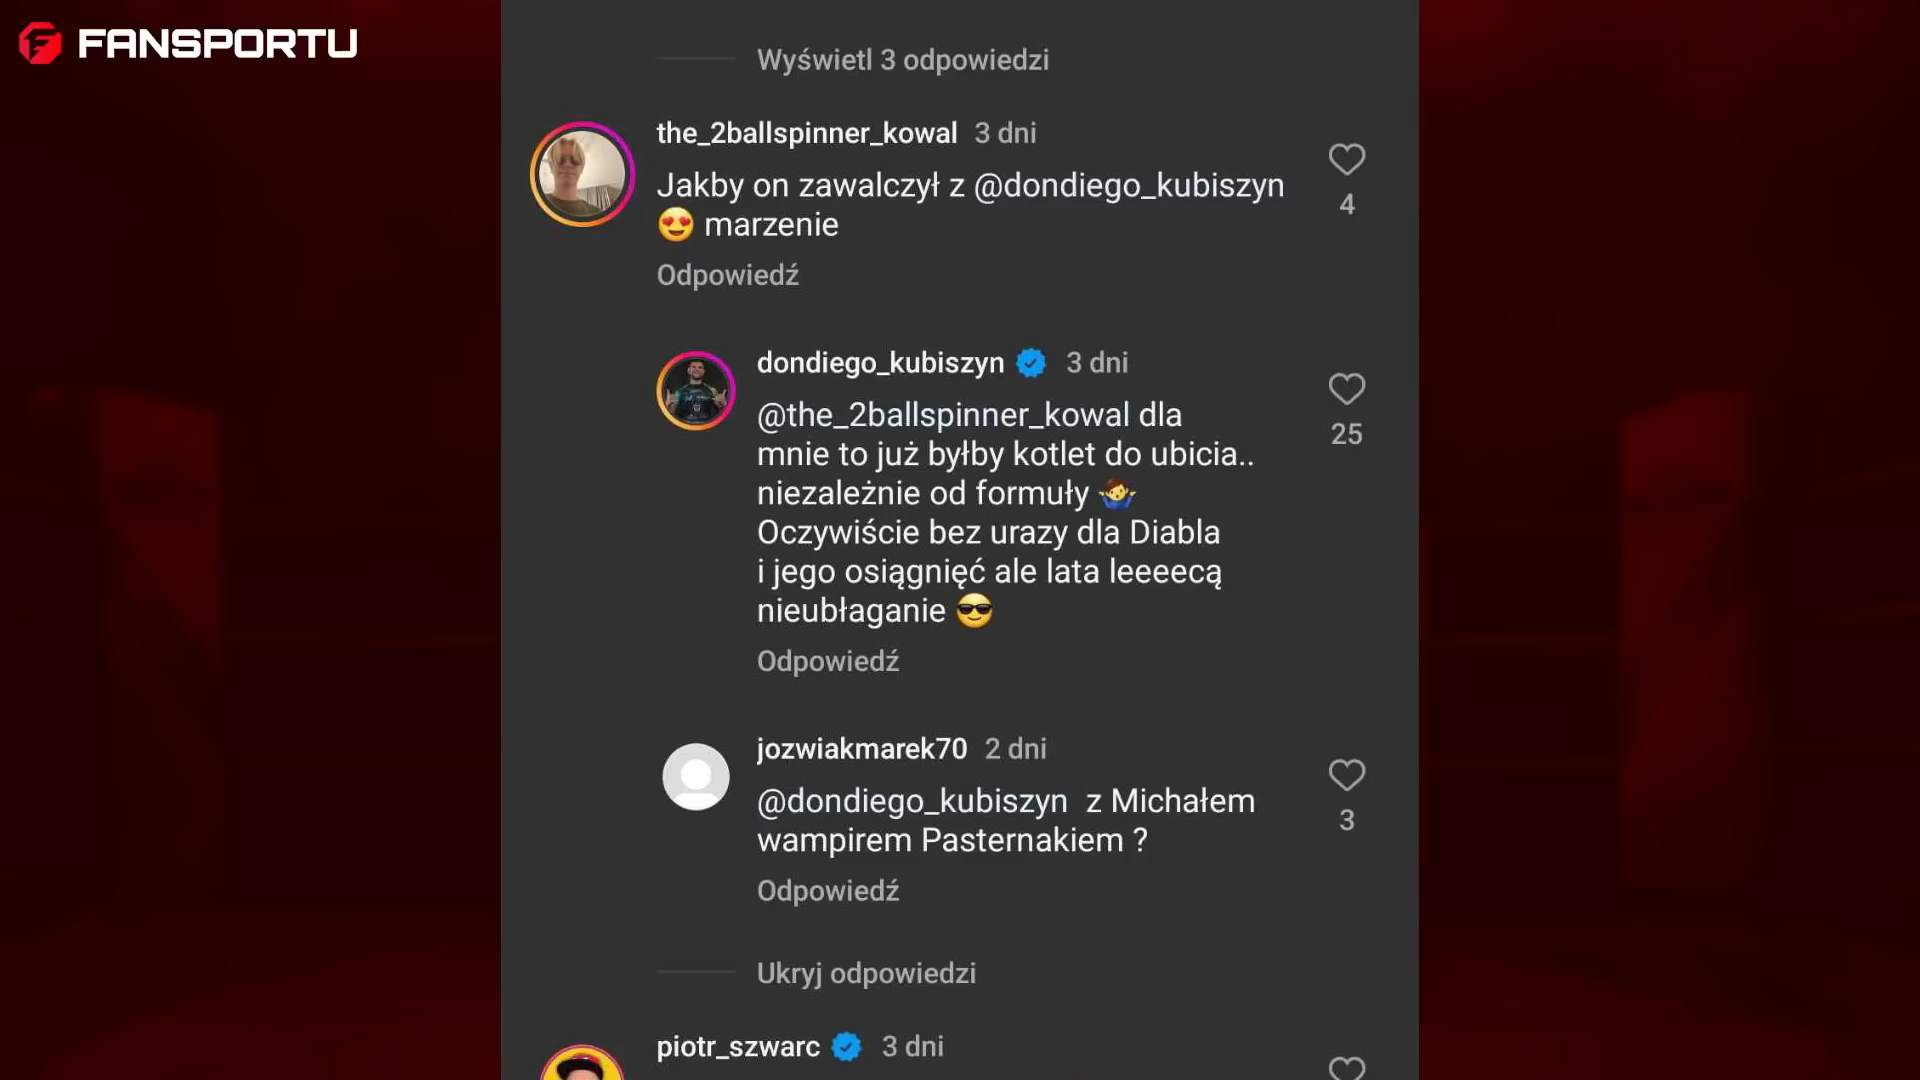 FANSPORTU
Wyświetl 3 odpowiedzi
the_2ballspinner_kowal 3 dni
Jakby on zawalczył z @dondiego_kubiszyn
😍 marzenie
4
Odpowiedź
dondiego_kubiszyn 3 dni
@the_2ballspinner_kowal dla
mnie to już byłby kotlet do ubicia..
niezależnie od formuły 🤷‍♂️
Oczywiście bez urazy dla Diabla
i jego osiągnięć ale lata leeeecą
nieubłaganie 😎
25
Odpowiedź
jozwiakmarek70 2 dni
@dondiego_kubiszyn z Michałem
wampirem Pasternakiem ?
3
Odpowiedź
Ukryj odpowiedzi
piotr_szwarc 3 dni